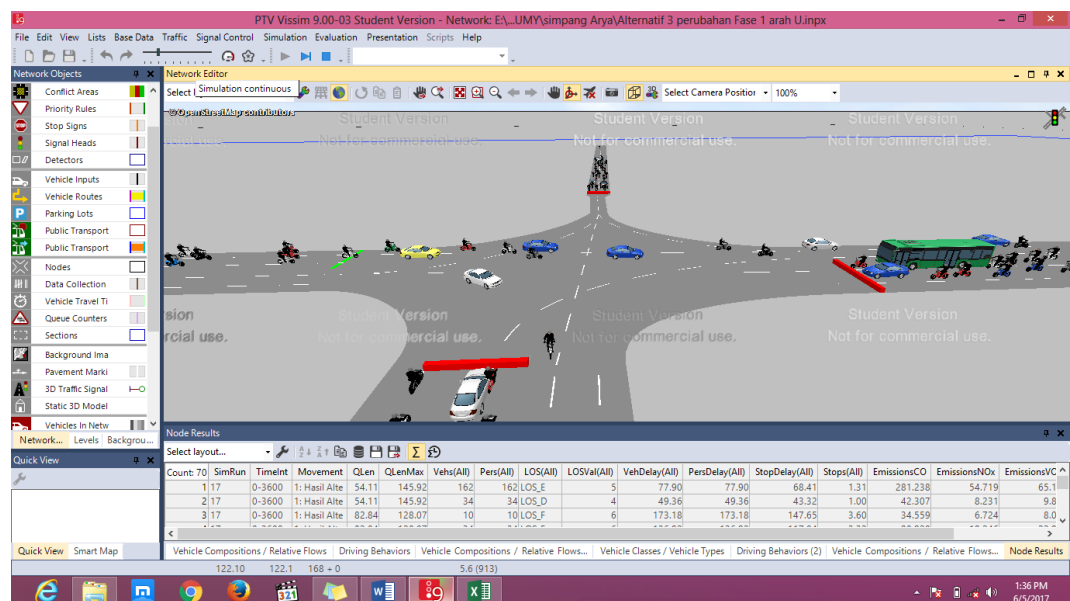 PTV Vissim 9.00-03 Student Version - Network: E:\...UMY\simpang Arya\Alternatif 3 perubahan Fase 1 arah U.inpx
File Edit View Lists Base Data Traffic Signal Control Simulation Evaluation Presentation Scripts Help
Network Objects
Network Editor
Conflict Areas
Priority Rules
Stop Signs
Signal Heads
Detectors
Vehicle Inputs
Vehicle Routes
Parking Lots
Public Transport
Public Transport
Nodes
Data Collection
Vehicle Travel Ti
Queue Counters
Sections
Background Ima
Pavement Marki
3D Traffic Signal
Static 3D Model
Vehicles In Netw
Network... Levels Backgrou...
Quick View
Quick View Smart Map
Select l
Simulation continuous
Select Camera Position 100%
© OpenStreetMap contributors
Student Version Student Version Student Version
Not for commercial use. Not for commercial use. Not for commercial use.
sion Student Version Student Version Student Version
rcial use. Not for commercial use. Not for commercial use. Not for commercial use.
Node Results
Select layout...
Count: 70 SimRun TimeInt Movement QLen QLenMax Vehs(All) Pers(All) LOS(All) LOSVal(All) VehDelay(All) PersDelay(All) StopDelay(All) Stops(All) EmissionsCO EmissionsNOx EmissionsVC
1 17 0-3600 1: Hasil Alte 54.11 145.92 162 162 LOS_E 5 77.90 77.90 68.41 1.31 281.238 54.719 65.1
2 17 0-3600 1: Hasil Alte 54.11 145.92 34 34 LOS_D 4 49.36 49.36 43.32 1.00 42.307 8.231 9.8
3 17 0-3600 1: Hasil Alte 82.84 128.07 10 10 LOS_F 6 173.18 173.18 147.65 3.60 34.559 6.724 8.0
Vehicle Compositions / Relative Flows Driving Behaviors Vehicle Compositions / Relative Flows... Vehicle Classes / Vehicle Types Driving Behaviors (2) Vehicle Compositions / Relative Flows... Node Results
122.10 122.1 168 + 0 5.6 (913)
1:36 PM
6/5/2017